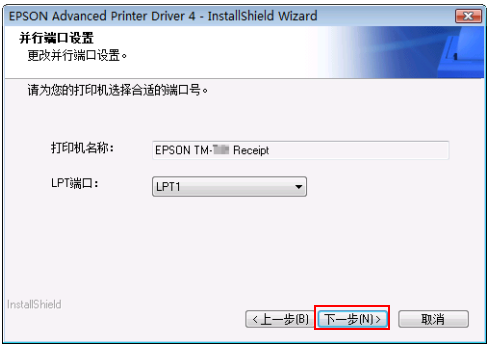 EPSON Advanced Printer Driver 4 - InstallShield Wizard
并行端口设置
更改并行端口设置。
请为您的打印机选择合适的端口号。
打印机名称: EPSON TM- Receipt
LPT端口: LPT1
InstallShield
<上一步(B) 下一步(N)> 取消